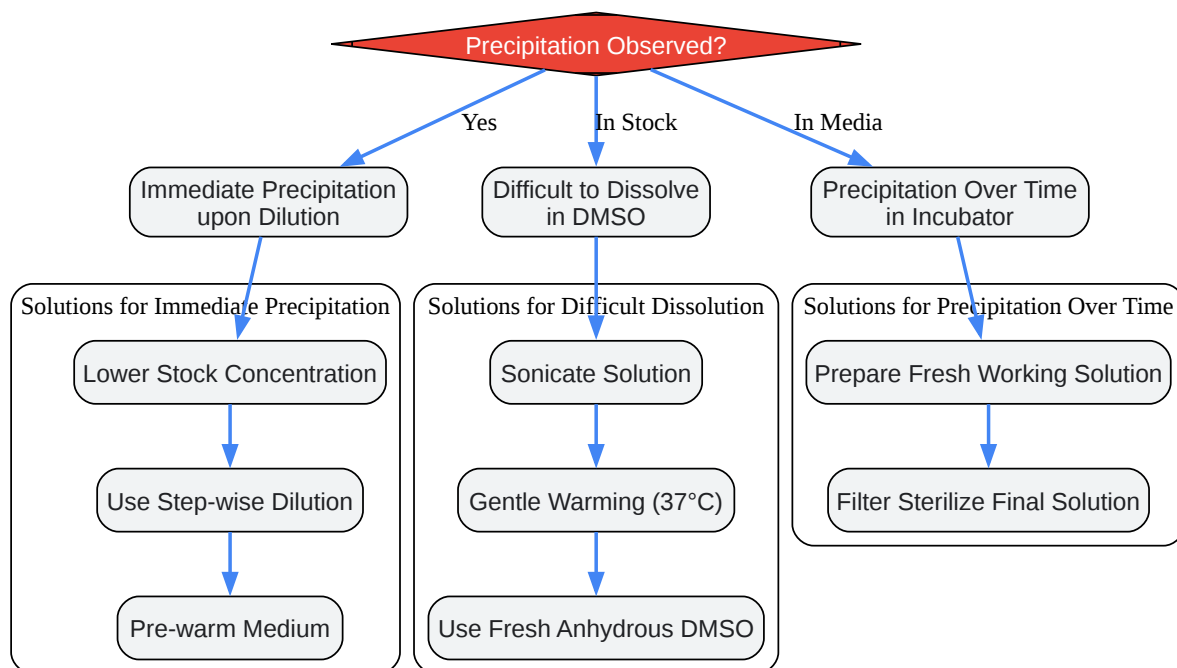 Precipitation Observed?
Yes
In Stock
In Media
Immediate Precipitation
upon Dilution
Difficult to Dissolve
in DMSO
Precipitation Over Time
in Incubator
Solutions for Immediate Precipitation
Solutions for Difficult Dissolution
Solutions for Precipitation Over Time
Lower Stock Concentration
Sonicate Solution
Prepare Fresh Working Solution
Use Step-wise Dilution
Gentle Warming (37°C)
Filter Sterilize Final Solution
Pre-warm Medium
Use Fresh Anhydrous DMSO